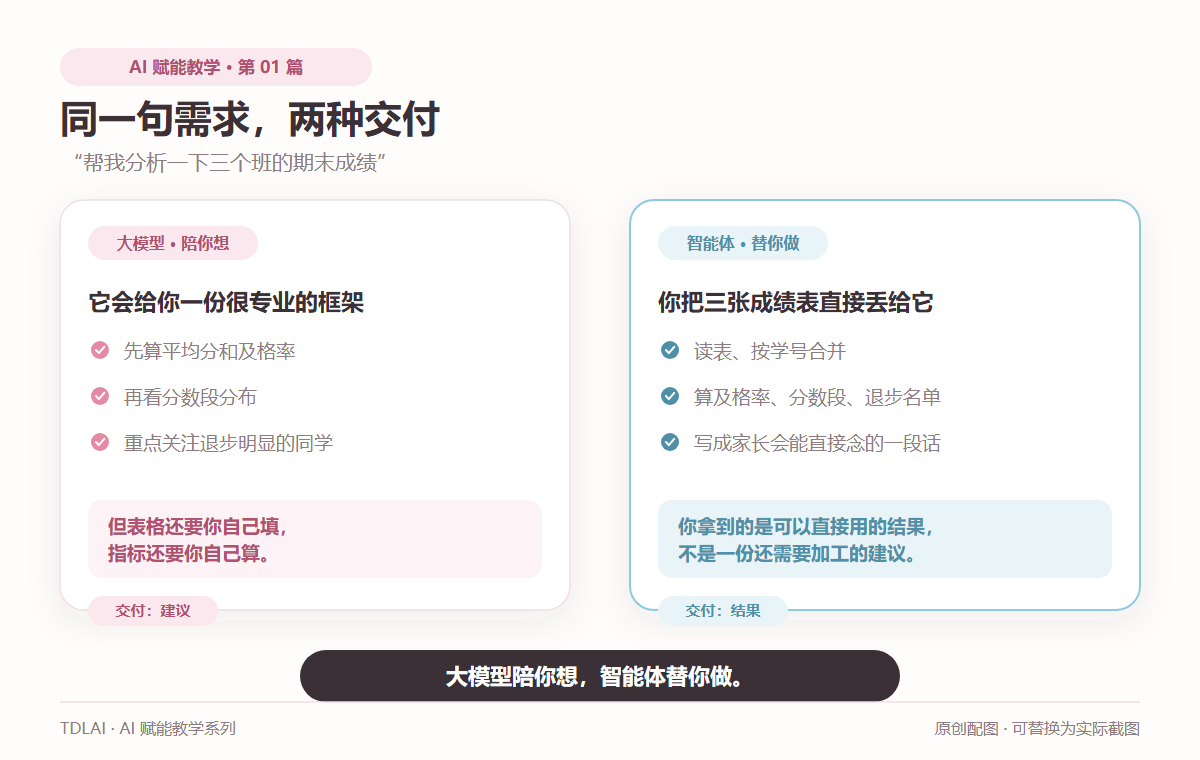 AI 赋能教学 • 第 01 篇
同一句需求，两种交付
“帮我分析一下三个班的期末成绩”
大模型 • 陪你想
它会给你一份很专业的框架
先算平均分和及格率
再看分数段分布
重点关注退步明显的同学
但表格还要你自己填，
指标还要你自己算。
交付：建议
智能体 • 替你做
你把三张成绩表直接丢给它
读表、按学号合并
算及格率、分数段、退步名单
写成家长会能直接念的一段话
你拿到的是可以直接用的结果，
不是一份还需要加工的建议。
交付：结果
大模型陪你想，智能体替你做。
TDLAI · AI 赋能教学系列
原创配图 · 可替换为实际截图